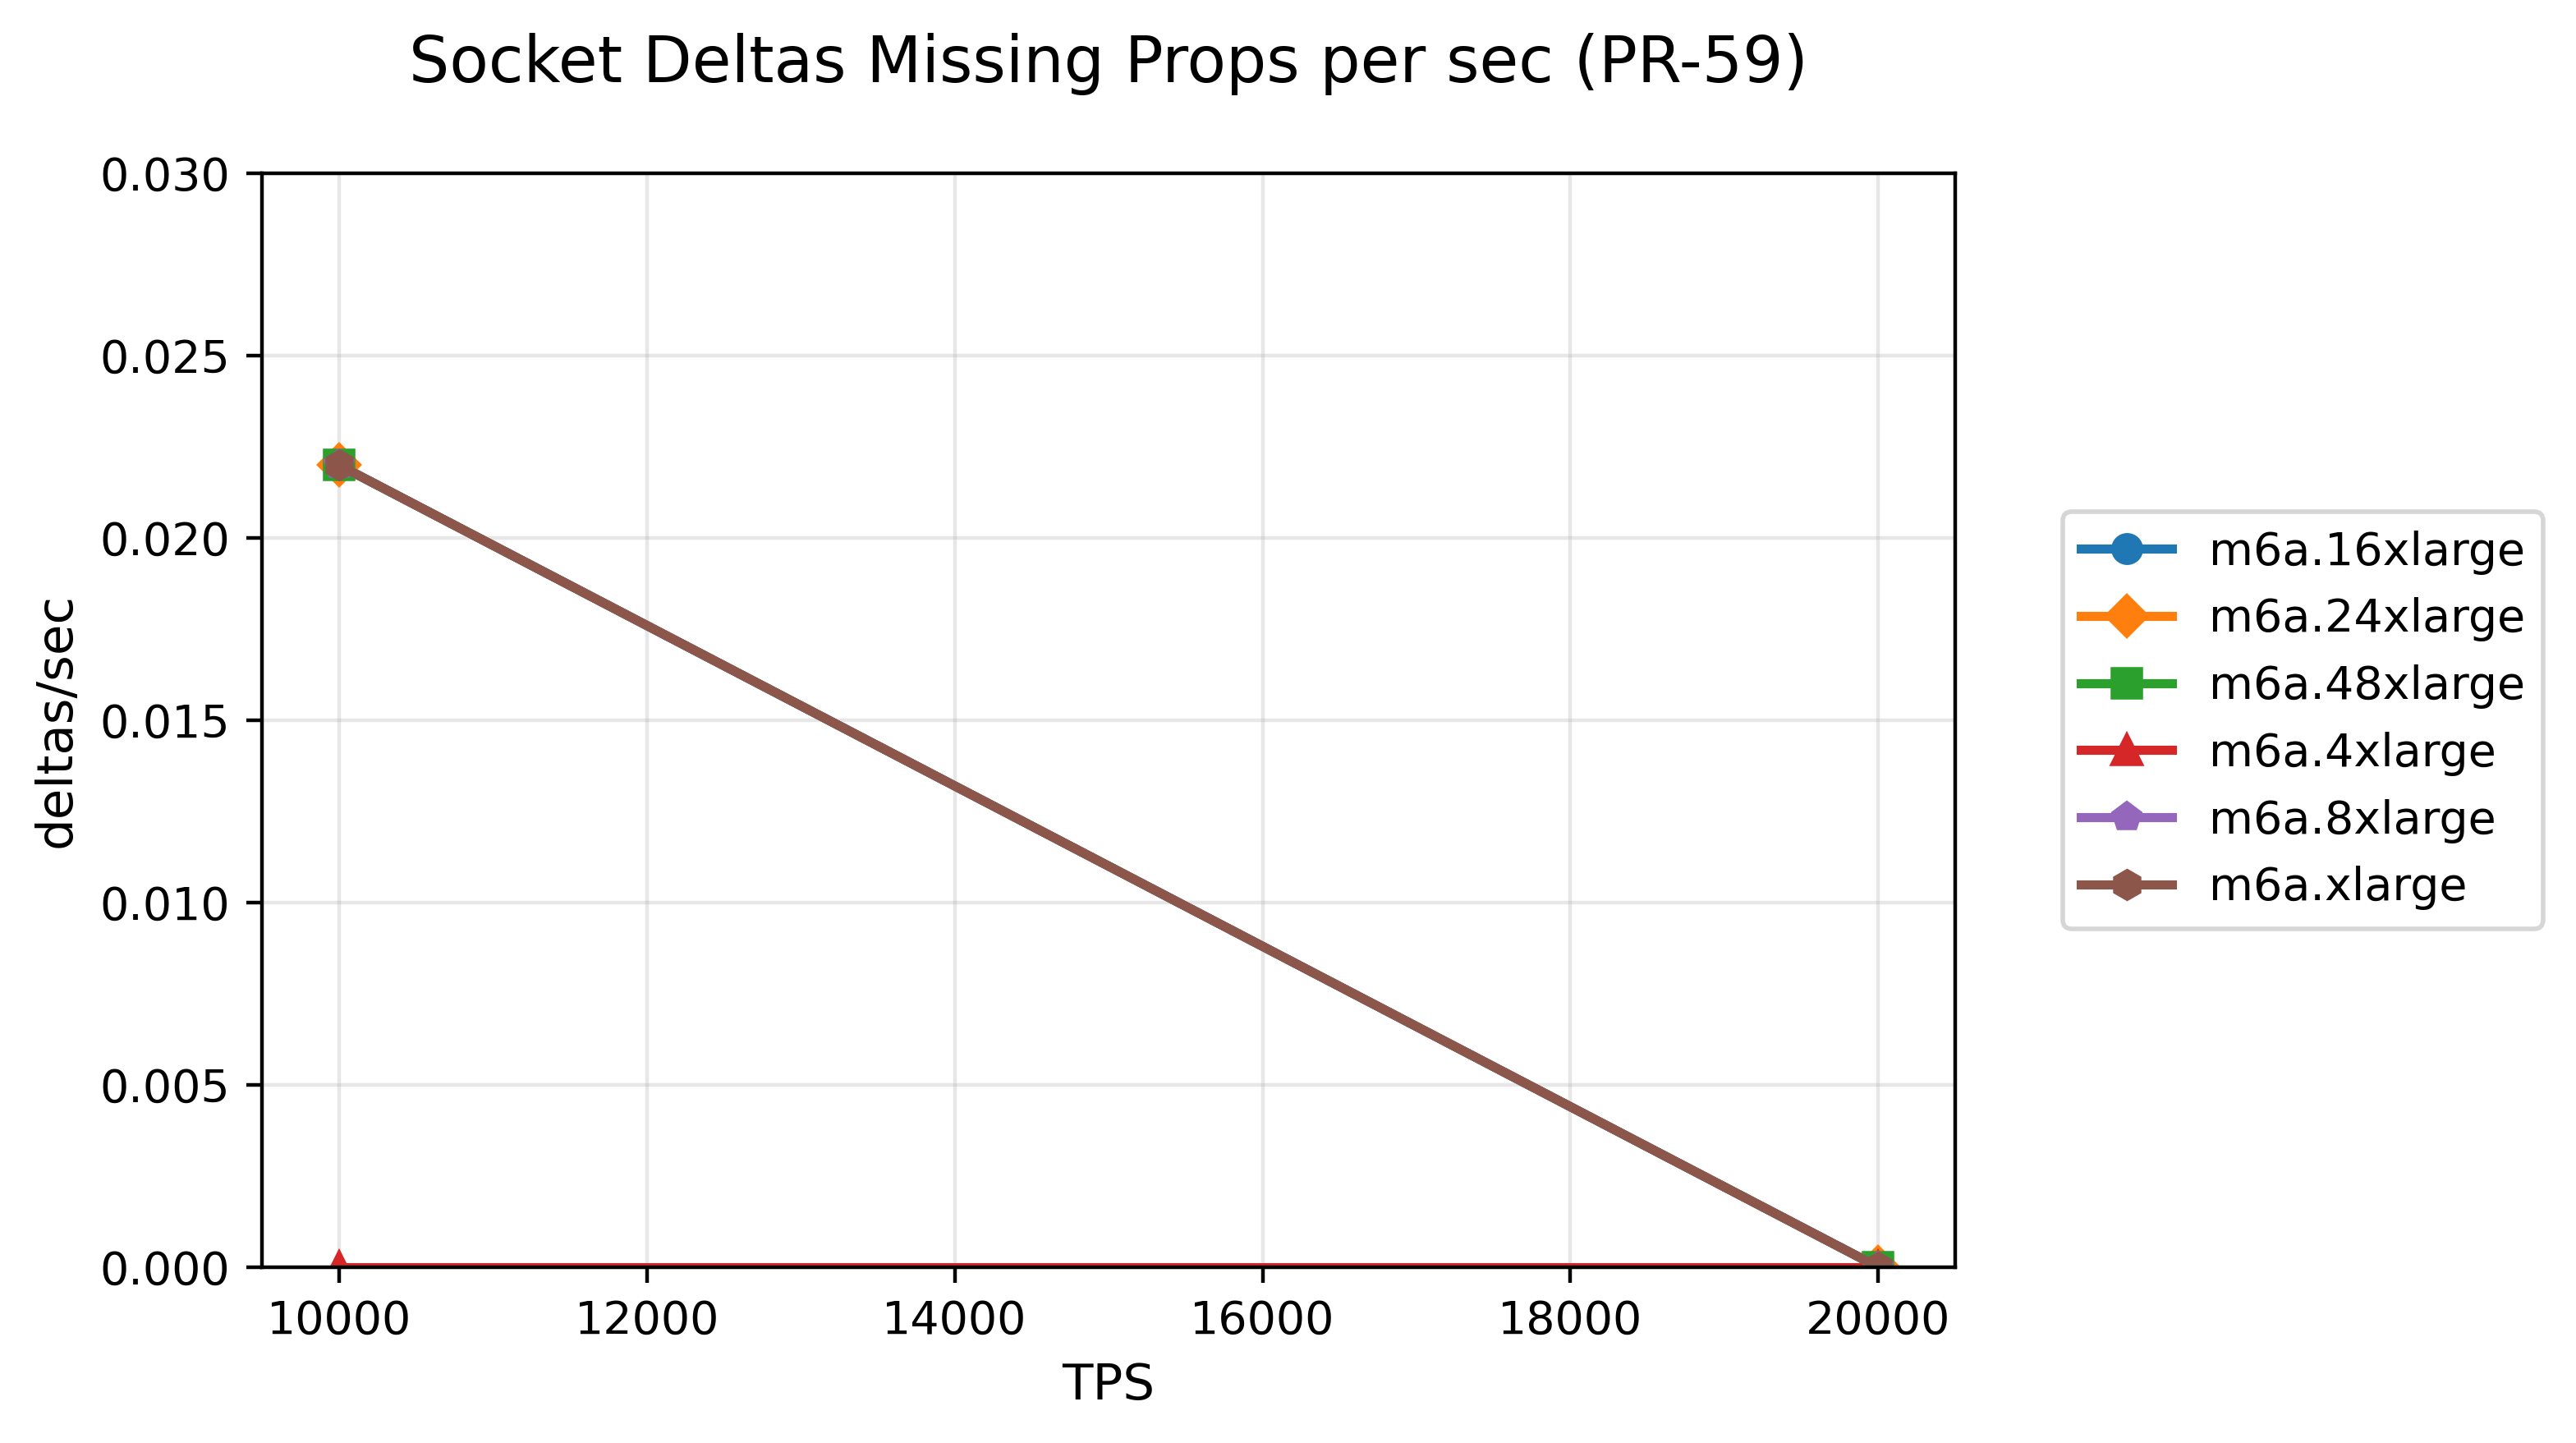 Socket Deltas Missing Props per sec (PR-59)
0.030
0.025
0.020
0.015
0.010
0.005
0.000
deltas/sec
10000 12000 14000 16000 18000 20000
TPS
m6a.16xlarge
m6a.24xlarge
m6a.48xlarge
m6a.4xlarge
m6a.8xlarge
m6a.xlarge